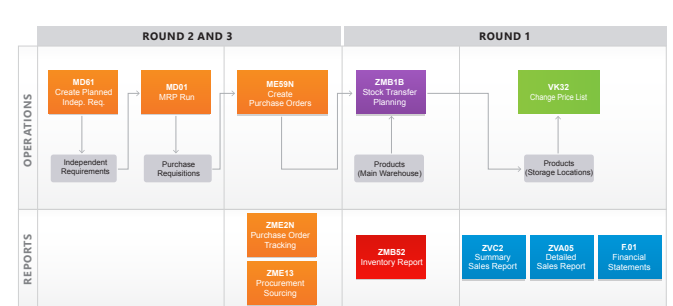 ROUND 2 AND 3
ROUND 1
OPERATIONS
MD61
Create Planned
Indep. Req.
MD01
MRP Run
ME59N
Create
Purchase Orders
ZMB1B
Stock Transfer
Planning
VK32
Change Price List
Independent
Requirements
Purchase
Requisitions
Products
(Main Warehouse)
Products
(Storage Locations)
REPORTS
ZME2N
Purchase Order
Tracking
ZME13
Procurement
Sourcing
ZMB52
Inventory Report
ZVC2
Summary
Sales Report
ZVA05
Detailed
Sales Report
F.01
Financial
Statements